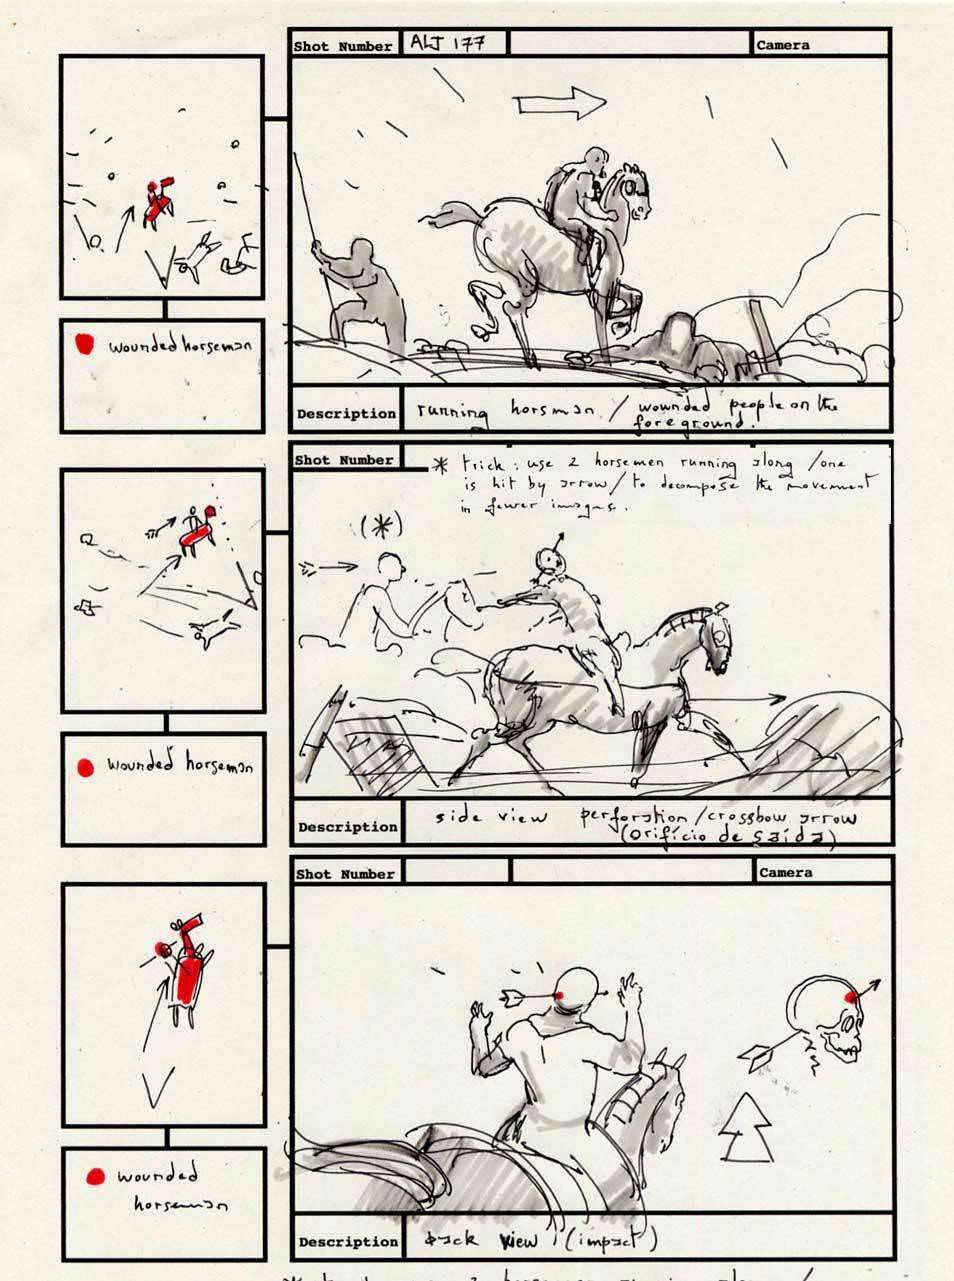 Shot Number ALJ 177 Camera
wounded horseman
Description running horsman / wounded people on the
foreground.
Shot Number * trick : use 2 horsemen running along / one
is hit by arrow / to decompose the movement
in fewer images.
(*)
wounded horseman
Description side view perforation / crossbow arrow
(orifício de saída)
Shot Number Camera
wounded
horseman
Description back view (impact)